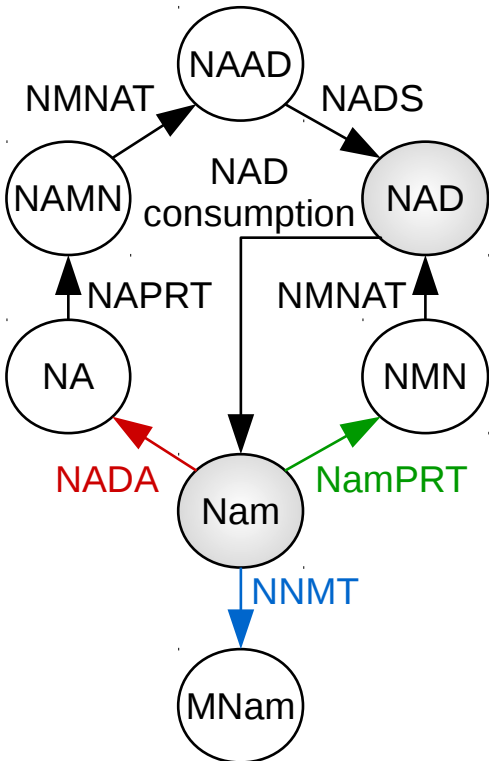 NAAD
NMNAT
NADS
NAMN
NAD
consumption
NAD
NAPRT
NMNAT
NA
NMN
NADA
NamPRT
Nam
NNMT
MNam